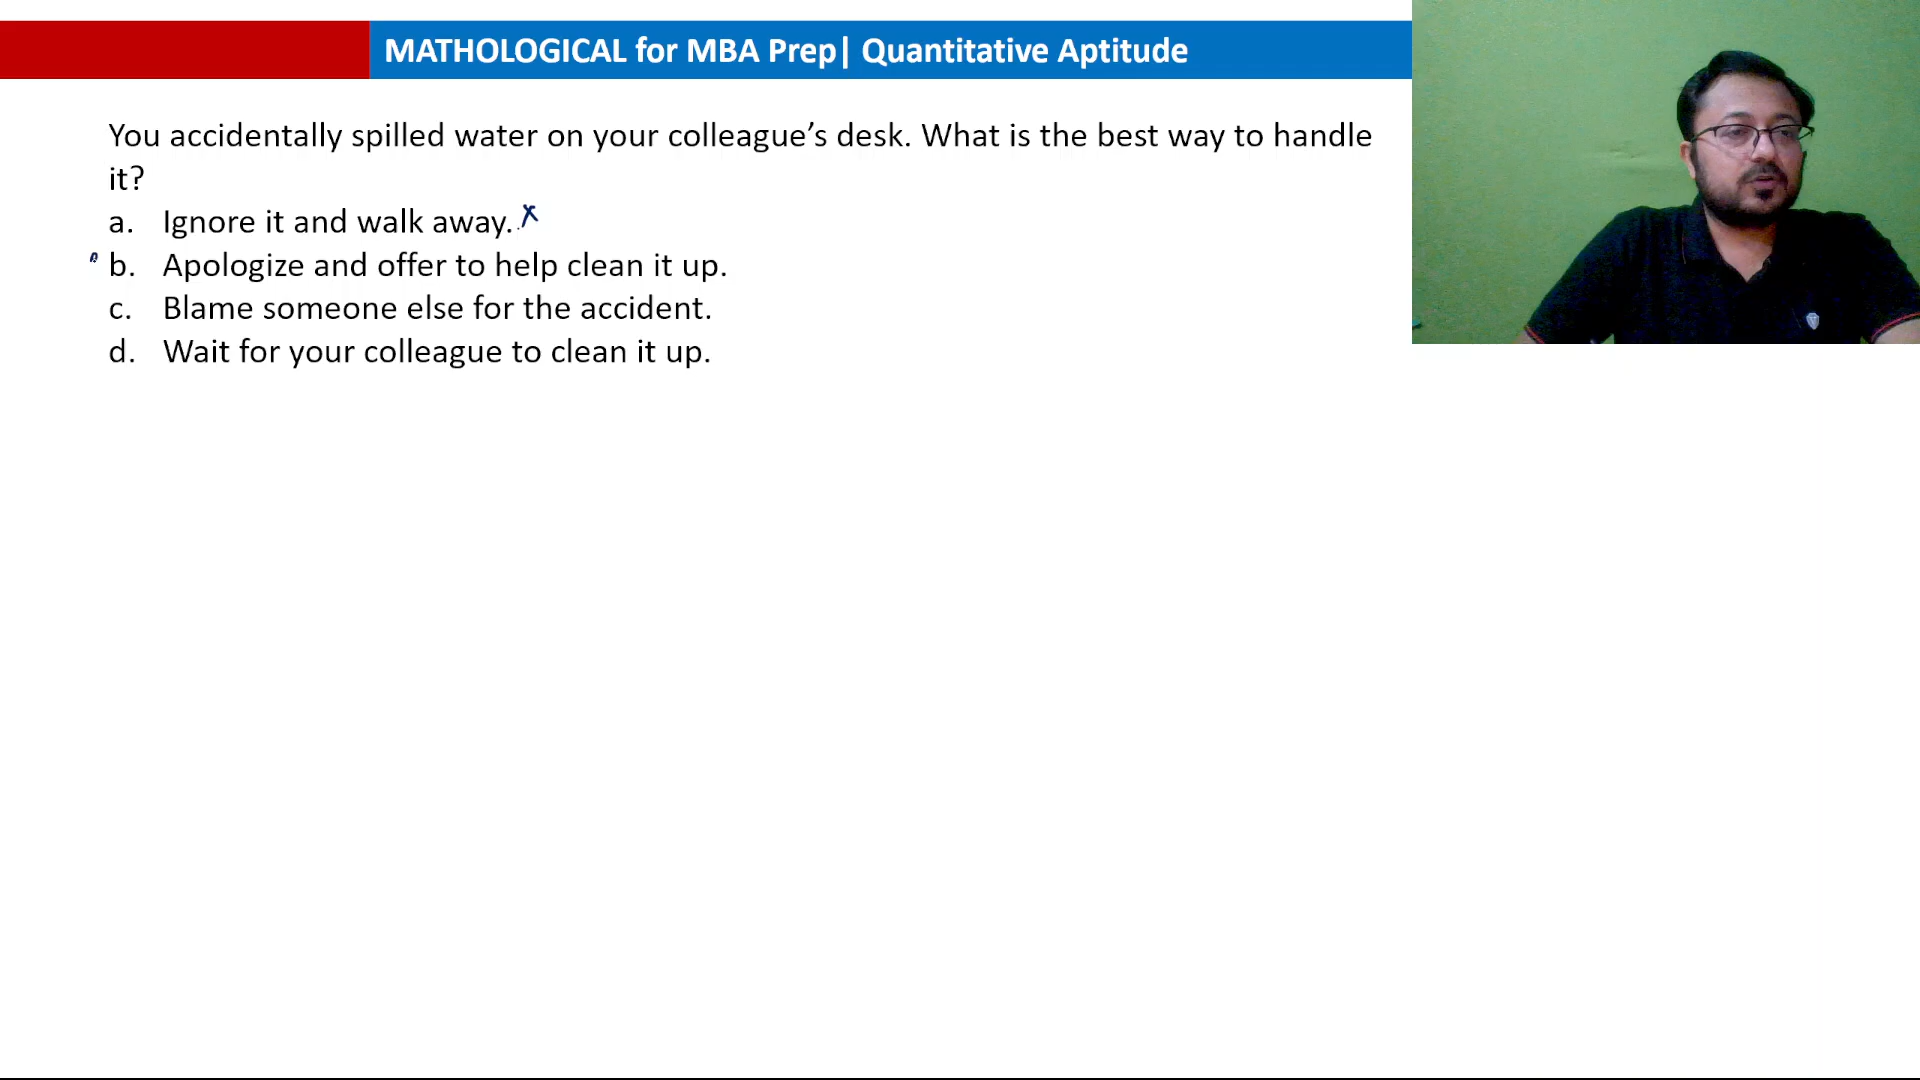 MATHOLOGICAL for MBA Prep| Quantitative Aptitude
You accidentally spilled water on your colleague’s desk. What is the best way to handle
it?
a. Ignore it and walk away.
b. Apologize and offer to help clean it up.
c. Blame someone else for the accident.
d. Wait for your colleague to clean it up.